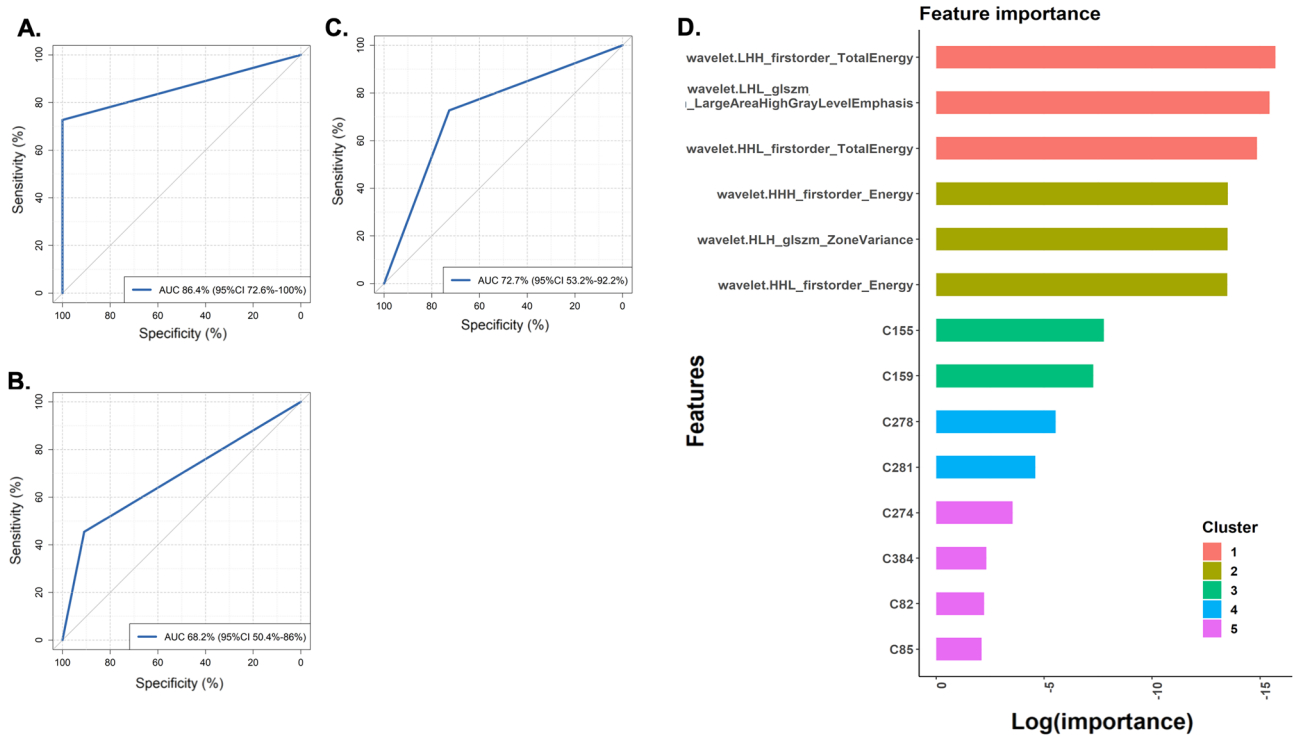 A.
100
80
60
40
20
0
Sensitivity (%)
AUC 86.4% (95%CI 72.6%-100%)
100 80 60 40 20 0
Specificity (%)
B.
100
80
60
40
20
0
Sensitivity (%)
AUC 68.2% (95%CI 50.4%-86%)
100 80 60 40 20 0
Specificity (%)
C.
100
80
60
40
20
0
Sensitivity (%)
AUC 72.7% (95%CI 53.2%-92.2%)
100 80 60 40 20 0
Specificity (%)
D.
Feature importance
wavelet.LHH_firstorder_TotalEnergy
wavelet.LHL_glszm
_LargeAreaHighGrayLevelEmphasis
wavelet.HHL_firstorder_TotalEnergy
wavelet.HHH_firstorder_Energy
wavelet.HLH_glszm_ZoneVariance
wavelet.HHL_firstorder_Energy
C155
C159
C278
C281
C274
C384
C82
C85
Features
Cluster
1
2
3
4
5
0 -5 -10 -15
Log(importance)